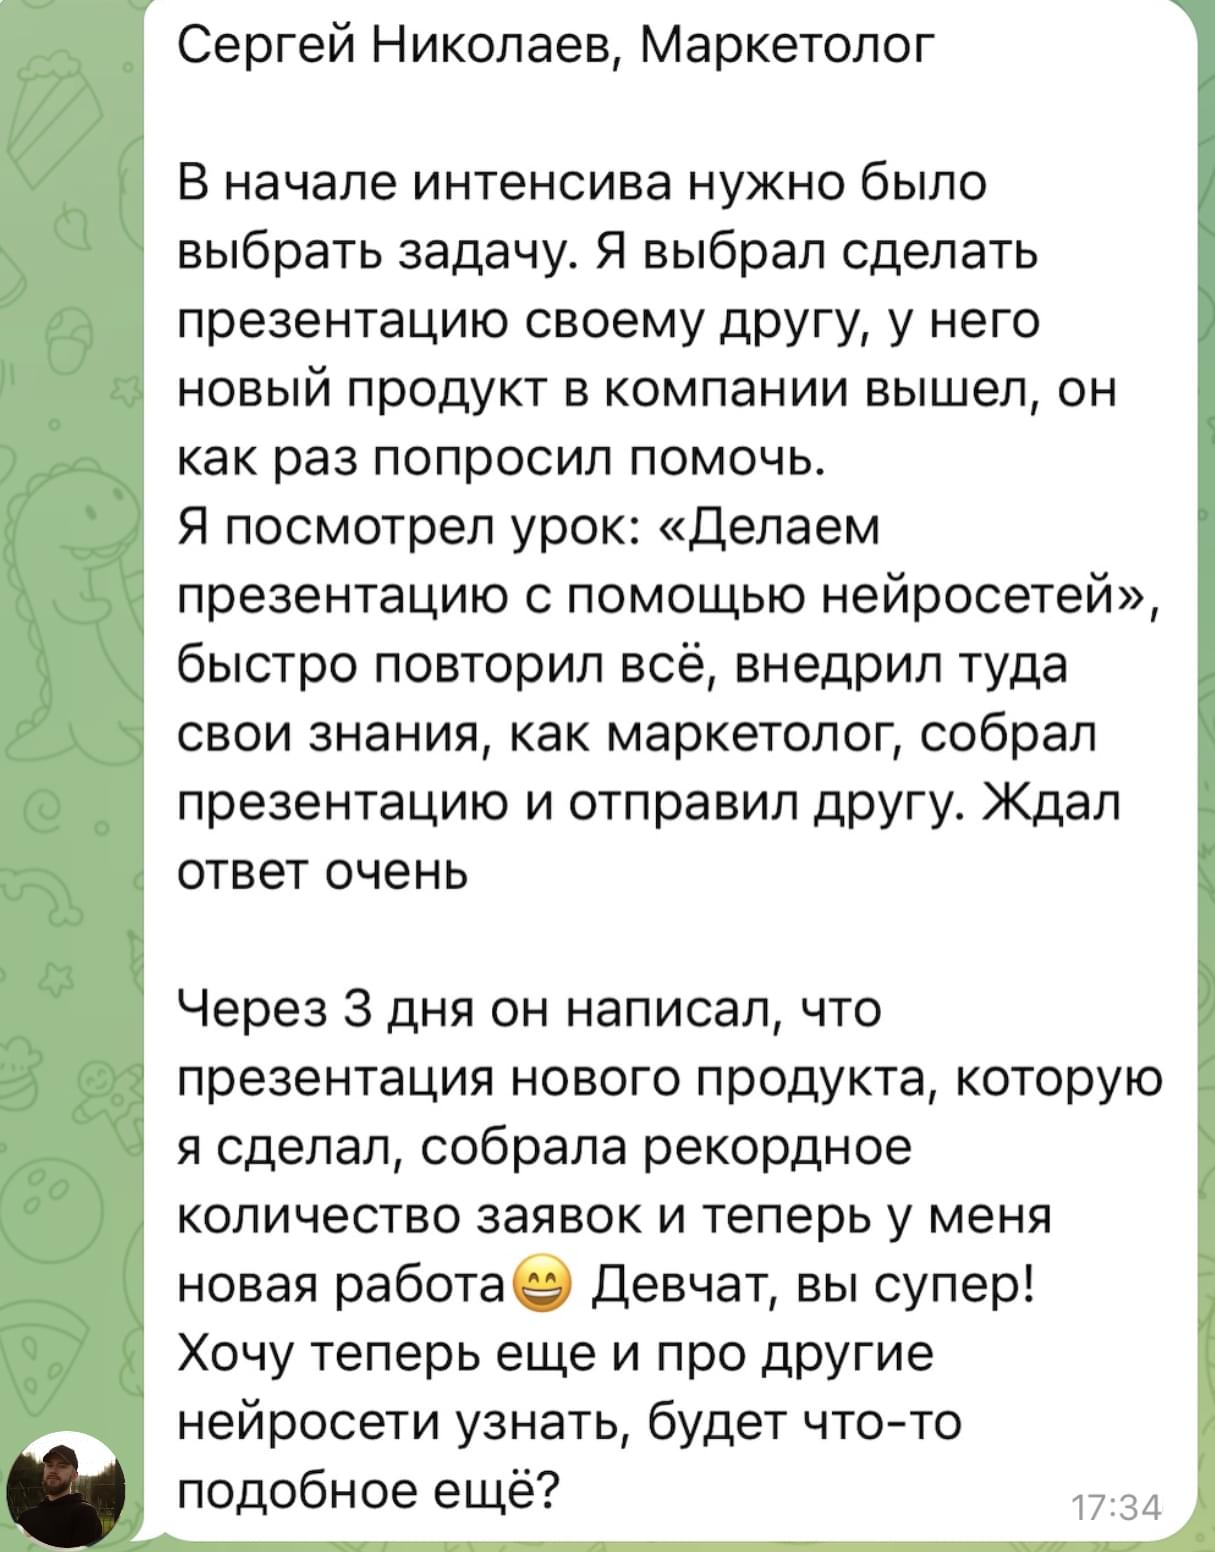 Сергей Николаев, Маркетолог
В начале интенсива нужно было
выбрать задачу. Я выбрал сделать
презентацию своему другу, у него
новый продукт в компании вышел, он
как раз попросил помочь.
Я посмотрел урок: «Делаем
презентацию с помощью нейросетей»,
быстро повторил всё, внедрил туда
свои знания, как маркетолог, собрал
презентацию и отправил другу. Ждал
ответ очень
Через 3 дня он написал, что
презентация нового продукта, которую
я сделал, собрала рекордное
количество заявок и теперь у меня
новая работа😄 Девчат, вы супер!
Хочу теперь еще и про другие
нейросети узнать, будет что-то
подобное ещё?
17:34